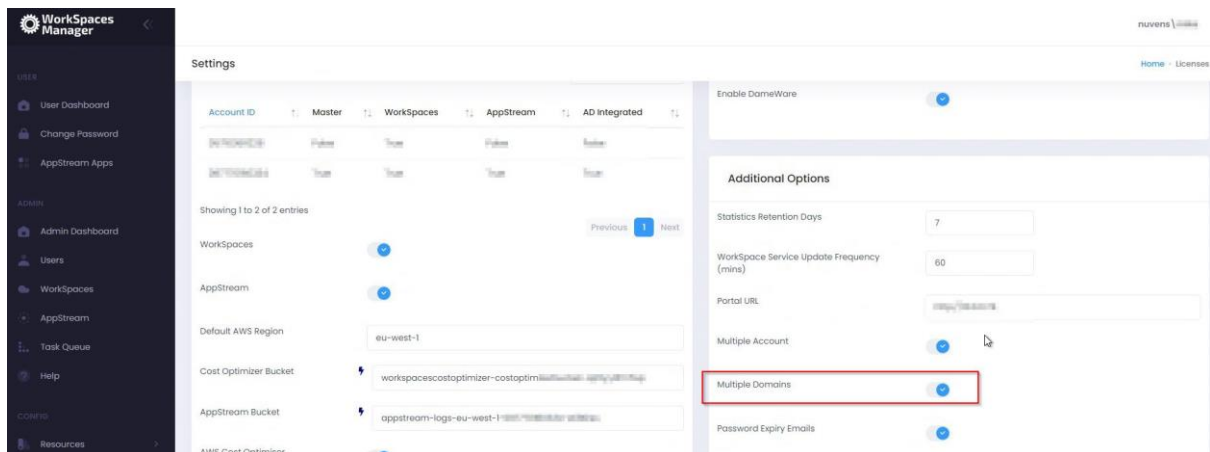 WorkSpaces
Manager
nuvens\
Settings
Home - Licenses
USER
User Dashboard
Change Password
AppStream Apps
ADMIN
Admin Dashboard
Users
WorkSpaces
AppStream
Task Queue
Help
CONFIG
Resources
Account ID Master WorkSpaces AppStream AD Integrated
False True False False
True True True True
Showing 1 to 2 of 2 entries
Previous 1 Next
WorkSpaces
AppStream
Default AWS Region eu-west-1
Cost Optimizer Bucket workspacescostoptimizer-costoptim
AppStream Bucket appstream-logs-eu-west-1
AWS Cost Optimiser
Enable DameWare
Additional Options
Statistics Retention Days 7
WorkSpace Service Update Frequency
(mins) 60
Portal URL
Multiple Account
Multiple Domains
Password Expiry Emails